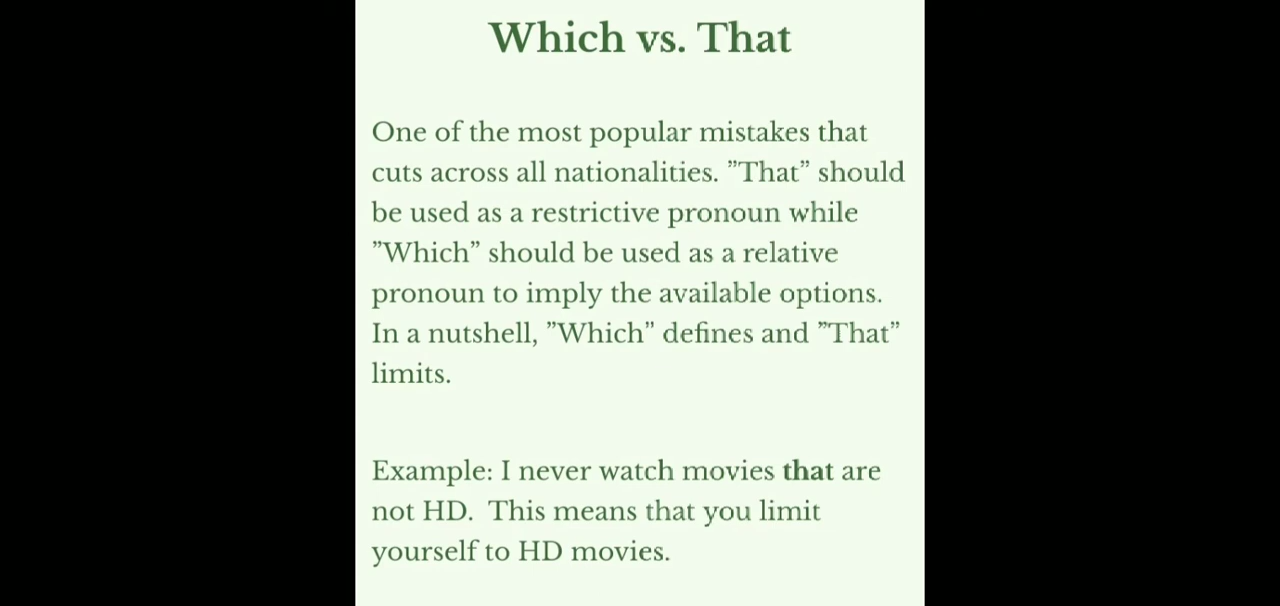 Which vs. That
One of the most popular mistakes that
cuts across all nationalities. ”That” should
be used as a restrictive pronoun while
”Which” should be used as a relative
pronoun to imply the available options.
In a nutshell, ”Which” defines and ”That”
limits.
Example: I never watch movies that are
not HD.  This means that you limit
yourself to HD movies.